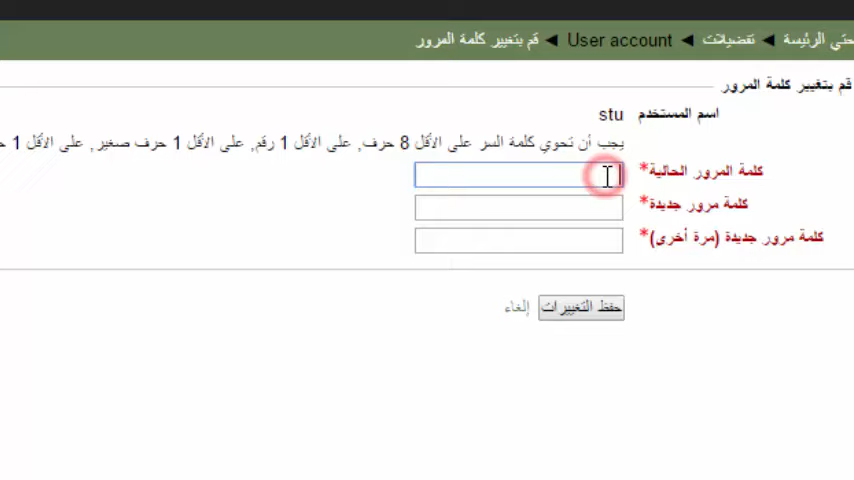 حتي الرئيسة ◄ تفضيلات ◄ User account ◄ قم بتغيير كلمة المرور
قم بتغيير كلمة المرور
اسم المستخدم stu
يجب أن تحوي كلمة السر على الأقل 8 حرف, على الأقل 1 رقم, على الأقل 1 حرف صغير, على الأقل 1
كلمة المرور الحالية*
كلمة مرور جديدة*
كلمة مرور جديدة (مرة أخرى)*
حفظ التغييرات إلغاء